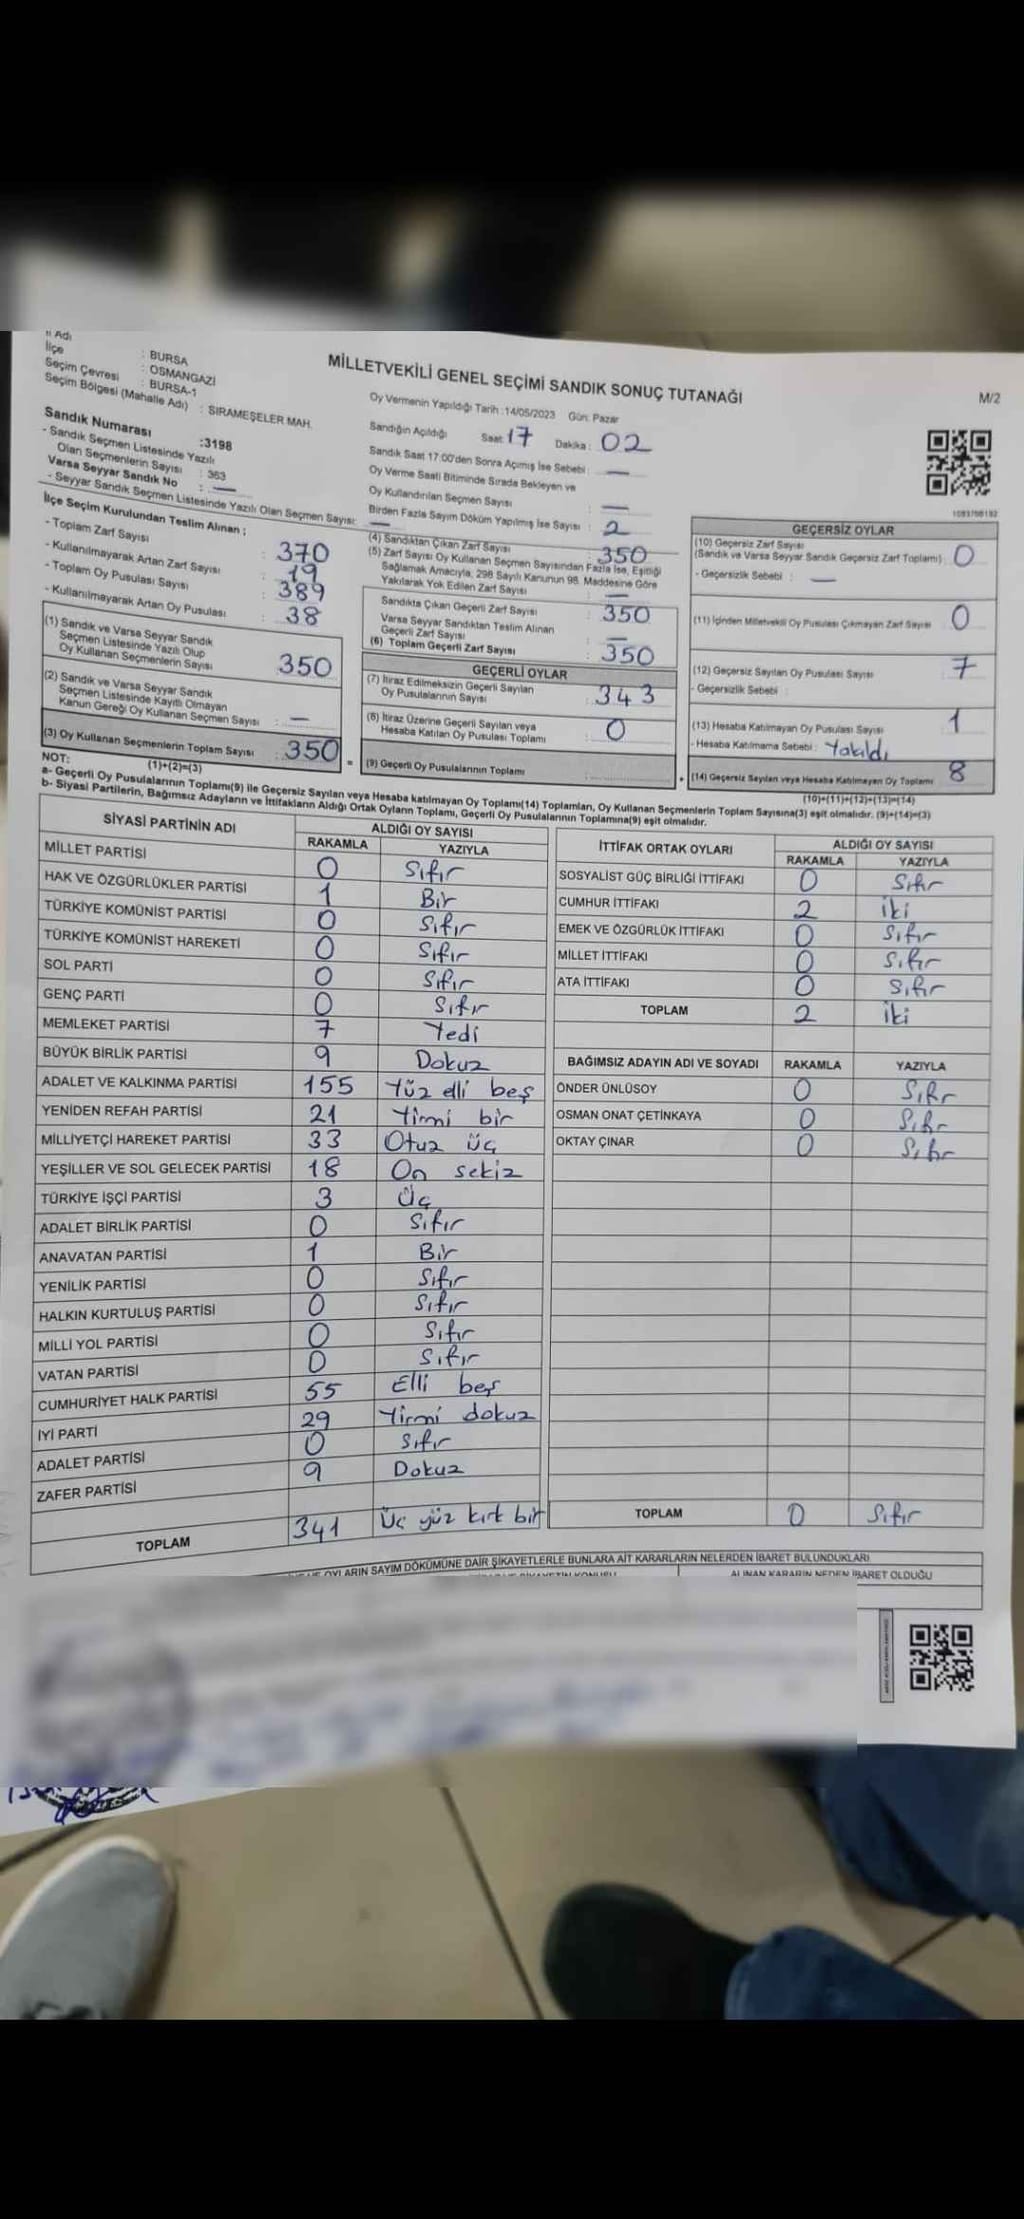 İl Adı : BURSA
İlçe : OSMANGAZİ
Seçim Çevresi : BURSA-1
Seçim Bölgesi (Mahalle Adı) : SIRAMEŞELER MAH.
MİLLETVEKİLİ GENEL SEÇİMİ SANDIK SONUÇ TUTANAĞI
M/2
Sandık Numarası :3198
- Sandık Seçmen Listesinde Yazılı
Olan Seçmenlerin Sayısı : 363
Varsa Seyyar Sandık No : —
- Seyyar Sandık Seçmen Listesinde Yazılı Olan Seçmen Sayısı: —
Oy Vermenin Yapıldığı Tarih :14/05/2023 Gün: Pazar
Sandığın Açıldığı Saat: 17 Dakika : 02
Sandık Saat 17:00'den Sonra Açılmış İse Sebebi : —
Oy Verme Saati Bitiminde Sırada Bekleyen ve
Oy Kullandırılan Seçmen Sayısı : —
Birden Fazla Sayım Döküm Yapılmış İse Sayısı : 2
İlçe Seçim Kurulundan Teslim Alınan ;
- Toplam Zarf Sayısı : 370
- Kullanılmayarak Artan Zarf Sayısı : 19
- Toplam Oy Pusulası Sayısı : 389
- Kullanılmayarak Artan Oy Pusulası : 38
(1) Sandık ve Varsa Seyyar Sandık
Seçmen Listesinde Yazılı Olup
Oy Kullanan Seçmenlerin Sayısı : 350
(2) Sandık ve Varsa Seyyar Sandık
Seçmen Listesinde Kayıtlı Olmayan
Kanun Gereği Oy Kullanan Seçmen Sayısı : —
(3) Oy Kullanan Seçmenlerin Toplam Sayısı : 350
(1)+(2)=(3)
(4) Sandıktan Çıkan Zarf Sayısı : 350
(5) Zarf Sayısı Oy Kullanan Seçmen Sayısından Fazla İse, Eşitliği
Sağlamak Amacıyla, 298 Sayılı Kanunun 98. Maddesine Göre
Yakılarak Yok Edilen Zarf Sayısı : —
Sandıkta Çıkan Geçerli Zarf Sayısı : 350
Varsa Seyyar Sandıktan Teslim Alınan
Geçerli Zarf Sayısı : —
(6) Toplam Geçerli Zarf Sayısı : 350
GEÇERLİ OYLAR
(7) İtiraz Edilmeksizin Geçerli Sayılan
Oy Pusulalarının Sayısı : 343
(8) İtiraz Üzerine Geçerli Sayılan veya
Hesaba Katılan Oy Pusulası Toplamı : 0
(9) Geçerli Oy Pusulalarının Toplamı :
GEÇERSİZ OYLAR
(10) Geçersiz Zarf Sayısı
(Sandık ve Varsa Seyyar Sandık Geçersiz Zarf Toplamı) : 0
- Geçersizlik Sebebi : —
(11) İçinden Milletvekili Oy Pusulası Çıkmayan Zarf Sayısı : 0
(12) Geçersiz Sayılan Oy Pusulası Sayısı : 7
- Geçersizlik Sebebi :
(13) Hesaba Katılmayan Oy Pusulası Sayısı : 1
- Hesaba Katılmama Sebebi : Yakıldı
(14) Geçersiz Sayılan veya Hesaba Katılmayan Oy Toplamı : 8
(10)+(11)+(12)+(13)=(14)
NOT:
a- Geçerli Oy Pusulalarının Toplamı(9) ile Geçersiz Sayılan veya Hesaba katılmayan Oy Toplamı(14) Toplamları, Oy Kullanan Seçmenlerin Toplam Sayısına(3) eşit olmalıdır. (9)+(14)=(3)
b- Siyasi Partilerin, Bağımsız Adayların ve İttifakların Aldığı Ortak Oyların Toplamı, Geçerli Oy Pusulalarının Toplamına(9) eşit olmalıdır.
SİYASİ PARTİNİN ADI ALDIĞI OY SAYISI
RAKAMLA YAZIYLA
MİLLET PARTİSİ 0 Sıfır
HAK VE ÖZGÜRLÜKLER PARTİSİ 1 Bir
TÜRKİYE KOMÜNİST PARTİSİ 0 Sıfır
TÜRKİYE KOMÜNİST HAREKETİ 0 Sıfır
SOL PARTİ 0 Sıfır
GENÇ PARTİ 0 Sıfır
MEMLEKET PARTİSİ 7 Yedi
BÜYÜK BİRLİK PARTİSİ 9 Dokuz
ADALET VE KALKINMA PARTİSİ 155 Yüz elli beş
YENİDEN REFAH PARTİSİ 21 Yirmi bir
MİLLİYETÇİ HAREKET PARTİSİ 33 Otuz üç
YEŞİLLER VE SOL GELECEK PARTİSİ 18 On sekiz
TÜRKİYE İŞÇİ PARTİSİ 3 Üç
ADALET BİRLİK PARTİSİ 0 Sıfır
ANAVATAN PARTİSİ 1 Bir
YENİLİK PARTİSİ 0 Sıfır
HALKIN KURTULUŞ PARTİSİ 0 Sıfır
MİLLİ YOL PARTİSİ 0 Sıfır
VATAN PARTİSİ 0 Sıfır
CUMHURİYET HALK PARTİSİ 55 Elli beş
İYİ PARTİ 29 Yirmi dokuz
ADALET PARTİSİ 0 Sıfır
ZAFER PARTİSİ 9 Dokuz
TOPLAM 341 Üç yüz kırk bir
İTTİFAK ORTAK OYLARI ALDIĞI OY SAYISI
RAKAMLA YAZIYLA
SOSYALİST GÜÇ BİRLİĞİ İTTİFAKI 0 Sıfır
CUMHUR İTTİFAKI 2 iki
EMEK VE ÖZGÜRLÜK İTTİFAKI 0 Sıfır
MİLLET İTTİFAKI 0 Sıfır
ATA İTTİFAKI 0 Sıfır
TOPLAM 2 iki
BAĞIMSIZ ADAYIN ADI VE SOYADI RAKAMLA YAZIYLA
ÖNDER ÜNLÜSOY 0 Sıfır
OSMAN ONAT ÇETİNKAYA 0 Sıfır
OKTAY ÇINAR 0 Sıfır
TOPLAM 0 Sıfır
OYLARIN SAYIM DÖKÜMÜNE DAİR ŞİKAYETLERLE BUNLARA AİT KARARLARIN NELERDEN İBARET BULUNDUKLARI
ALINAN KARARIN NEDEN İBARET OLDUĞU